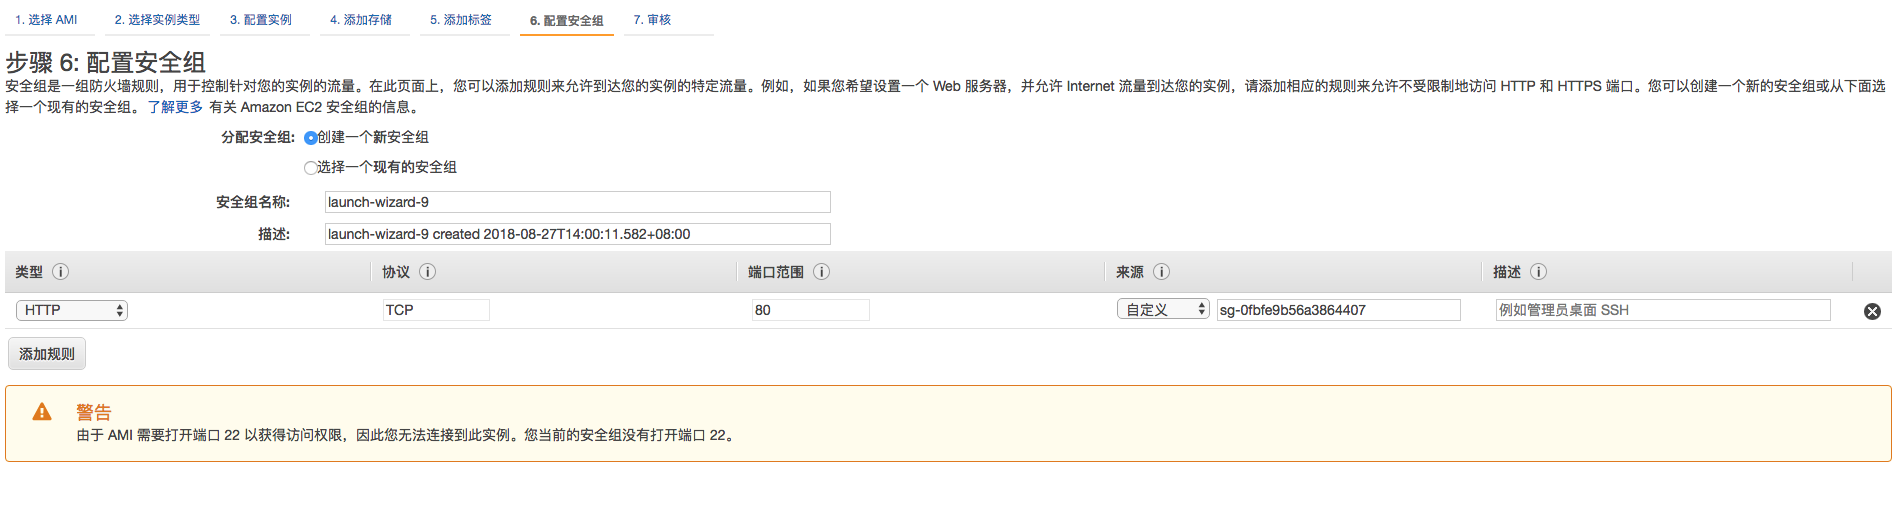 1. 选择 AMI 2. 选择实例类型 3. 配置实例 4. 添加存储 5. 添加标签 6. 配置安全组 7. 审核
步骤 6: 配置安全组
安全组是一组防火墙规则，用于控制针对您的实例的流量。在此页面上，您可以添加规则来允许到达您的实例的特定流量。例如，如果您希望设置一个 Web 服务器，并允许 Internet 流量到达您的实例，请添加相应的规则来允许不受限制地访问 HTTP 和 HTTPS 端口。您可以创建一个新的安全组或从下面选
择一个现有的安全组。了解更多 有关 Amazon EC2 安全组的信息。
分配安全组: 创建一个新安全组
选择一个现有的安全组
安全组名称: launch-wizard-9
描述: launch-wizard-9 created 2018-08-27T14:00:11.582+08:00
类型 i 协议 i 端口范围 i 来源 i 描述 i
HTTP TCP 80 自定义 sg-0fbfe9b56a3864407 例如管理员桌面 SSH
添加规则
警告
由于 AMI 需要打开端口 22 以获得访问权限，因此您无法连接到此实例。您当前的安全组没有打开端口 22。